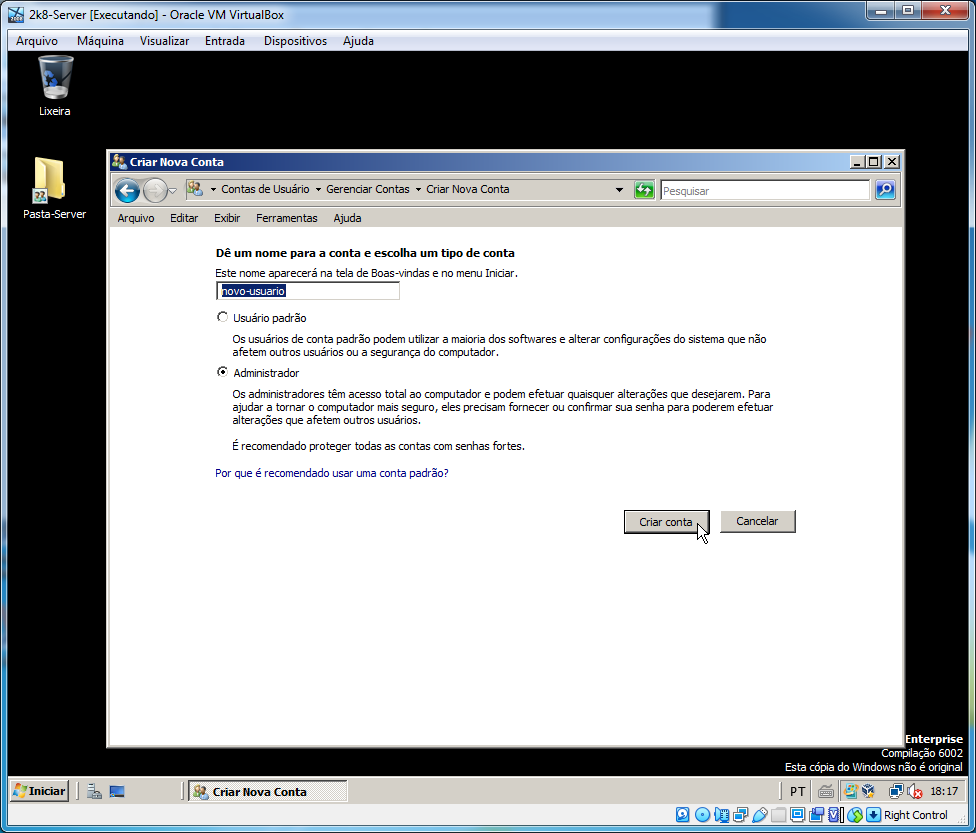 2k8-Server [Executando] - Oracle VM VirtualBox
Arquivo Máquina Visualizar Entrada Dispositivos Ajuda
Lixeira
Pasta-Server
Criar Nova Conta
Contas de Usuário Gerenciar Contas Criar Nova Conta
Pesquisar
Arquivo Editar Exibir Ferramentas Ajuda
Dê um nome para a conta e escolha um tipo de conta
Este nome aparecerá na tela de Boas-vindas e no menu Iniciar.
novo-usuario
Usuário padrão
Os usuários de conta padrão podem utilizar a maioria dos softwares e alterar configurações do sistema que não
afetem outros usuários ou a segurança do computador.
Administrador
Os administradores têm acesso total ao computador e podem efetuar quaisquer alterações que desejarem. Para
ajudar a tornar o computador mais seguro, eles precisam fornecer ou confirmar sua senha para poderem efetuar
alterações que afetem outros usuários.
É recomendado proteger todas as contas com senhas fortes.
Por que é recomendado usar uma conta padrão?
Criar conta Cancelar
Enterprise
Compilação 6002
Esta cópia do Windows não é original
Iniciar Criar Nova Conta PT 18:17
Right Control